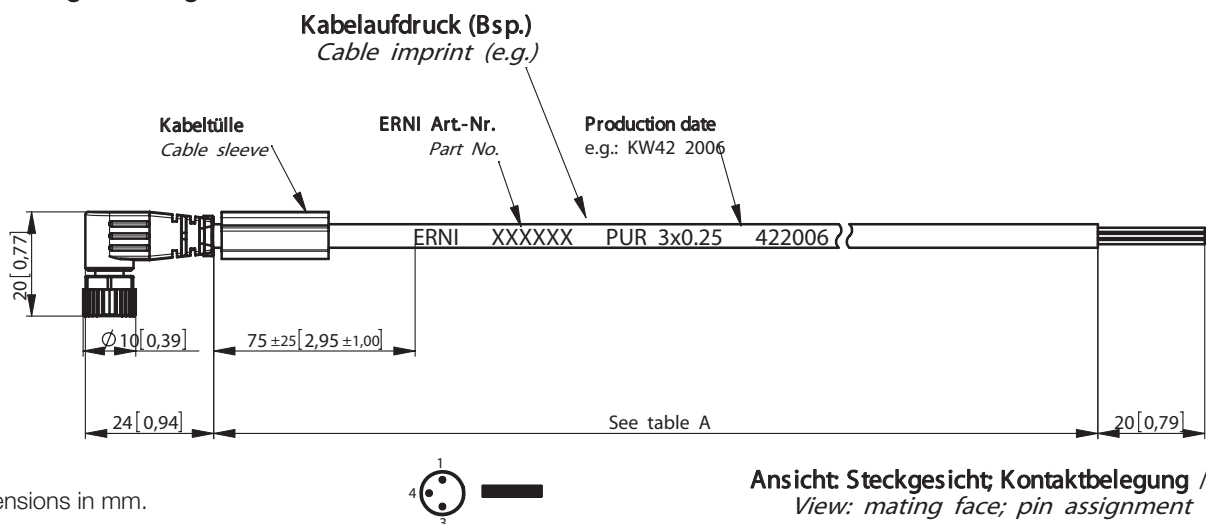 Kabelaufdruck (Bsp.)
Cable imprint (e.g.)
Kabeltülle
Cable sleeve
ERNI Art.-Nr.
Part No.
Production date
e.g.: KW42 2006
ERNI XXXXXX PUR 3x0.25 422006
20[0,77]
Ø10[0,39]
75 ±25[2,95 ±1,00]
24[0,94]
See table A
20[0,79]
1
4
3
Ansicht: Steckgesicht; Kontaktbelegung /
View: mating face; pin assignment
ensions in mm.